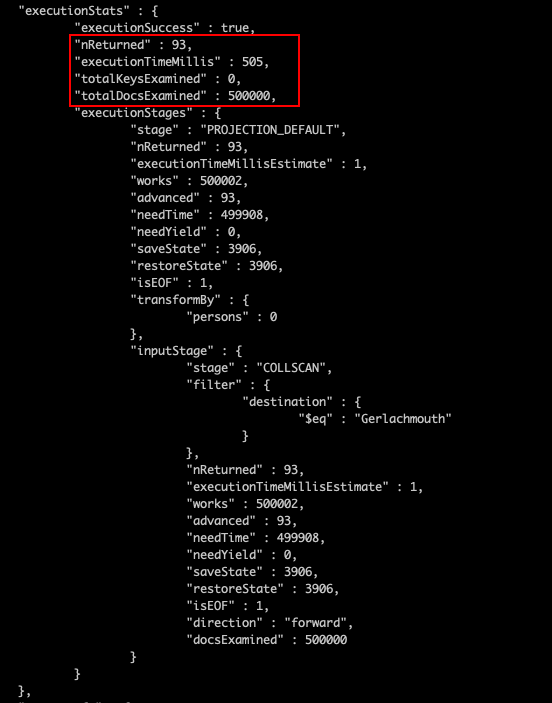 "executionStats" : {
"executionSuccess" : true,
"nReturned" : 93,
"executionTimeMillis" : 505,
"totalKeysExamined" : 0,
"totalDocsExamined" : 500000,
"executionStages" : {
"stage" : "PROJECTION_DEFAULT",
"nReturned" : 93,
"executionTimeMillisEstimate" : 1,
"works" : 500002,
"advanced" : 93,
"needTime" : 499908,
"needYield" : 0,
"saveState" : 3906,
"restoreState" : 3906,
"isEOF" : 1,
"transformBy" : {
"persons" : 0
},
"inputStage" : {
"stage" : "COLLSCAN",
"filter" : {
"destination" : {
"$eq" : "Gerlachmouth"
}
},
"nReturned" : 93,
"executionTimeMillisEstimate" : 1,
"works" : 500002,
"advanced" : 93,
"needTime" : 499908,
"needYield" : 0,
"saveState" : 3906,
"restoreState" : 3906,
"isEOF" : 1,
"direction" : "forward",
"docsExamined" : 500000
}
}
},